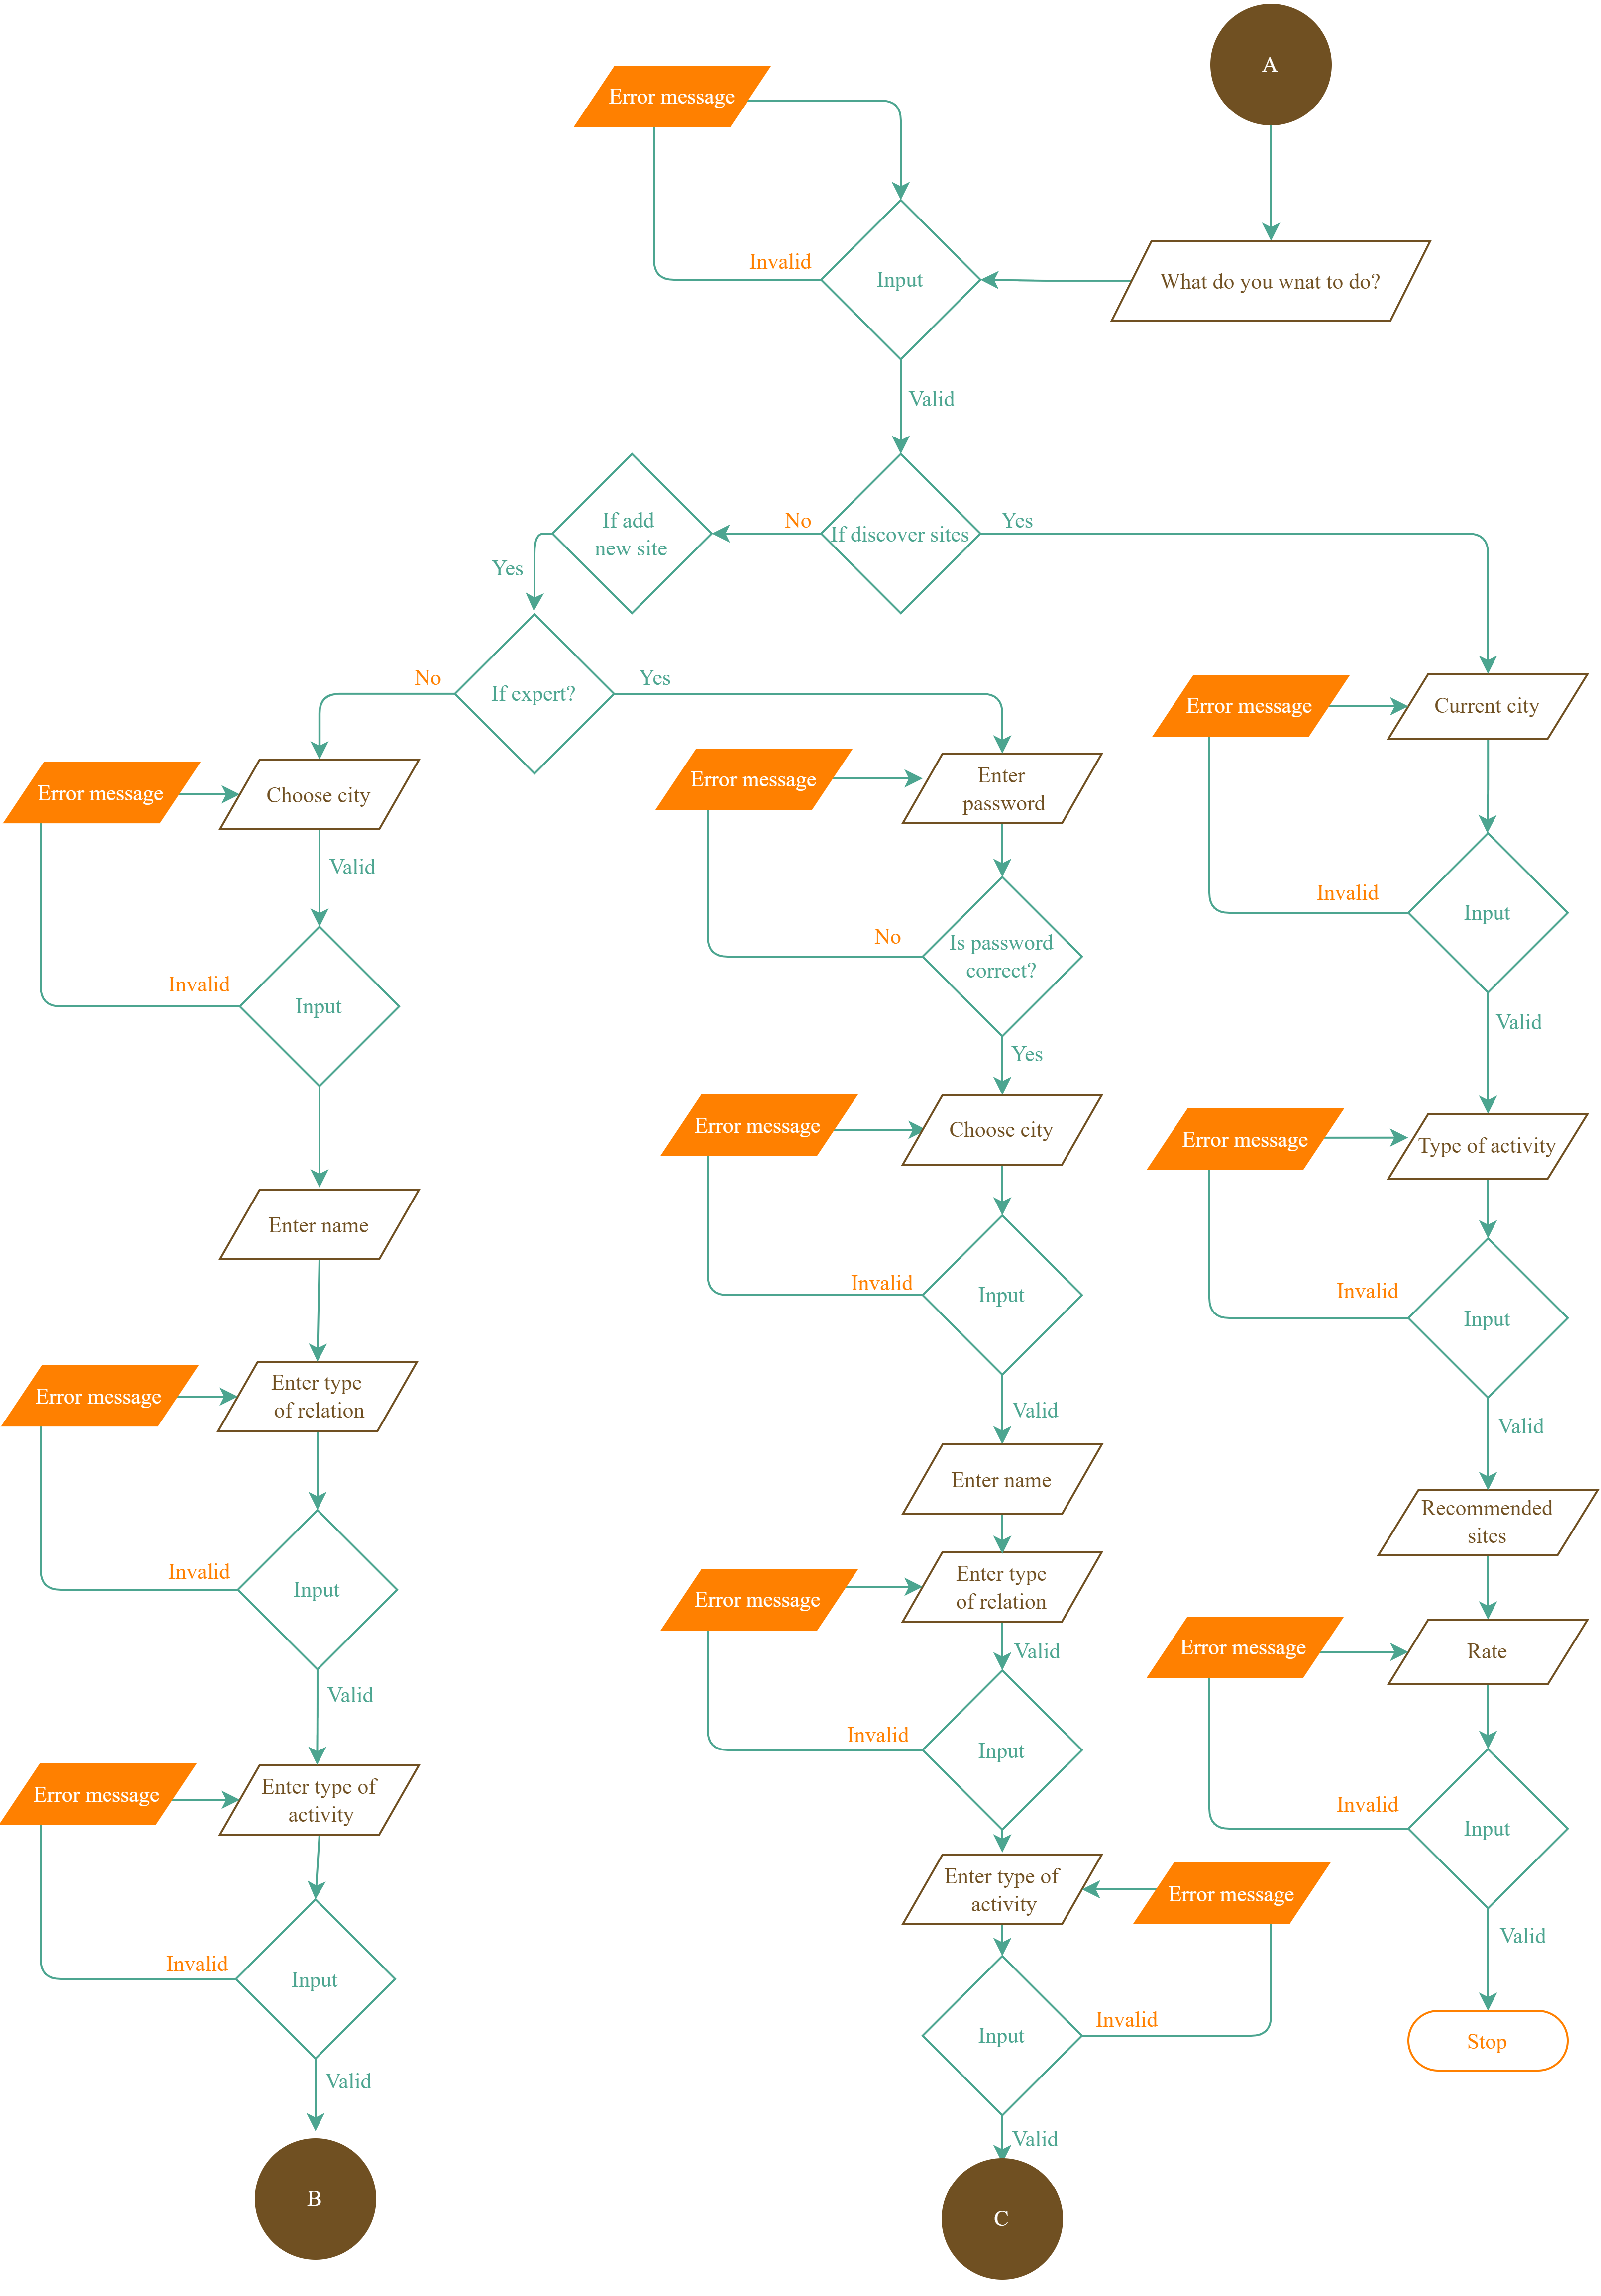 A
Error message
What do you wnat to do?
Invalid
Input
Valid
If add
new site
No
If discover sites
Yes
Yes
No
If expert?
Yes
Error message
Choose city
Valid
Invalid
Input
Enter name
Error message
Enter type
of relation
Invalid
Input
Valid
Error message
Enter type of
activity
Invalid
Input
Valid
B
Error message
Enter
password
No
Is password
correct?
Yes
Error message
Choose city
Invalid
Input
Valid
Enter name
Error message
Enter type
of relation
Valid
Invalid
Input
Enter type of
activity
Error message
Input
Invalid
Valid
C
Error message
Current city
Invalid
Input
Valid
Error message
Type of activity
Invalid
Input
Valid
Recommended
sites
Error message
Rate
Invalid
Input
Valid
Stop